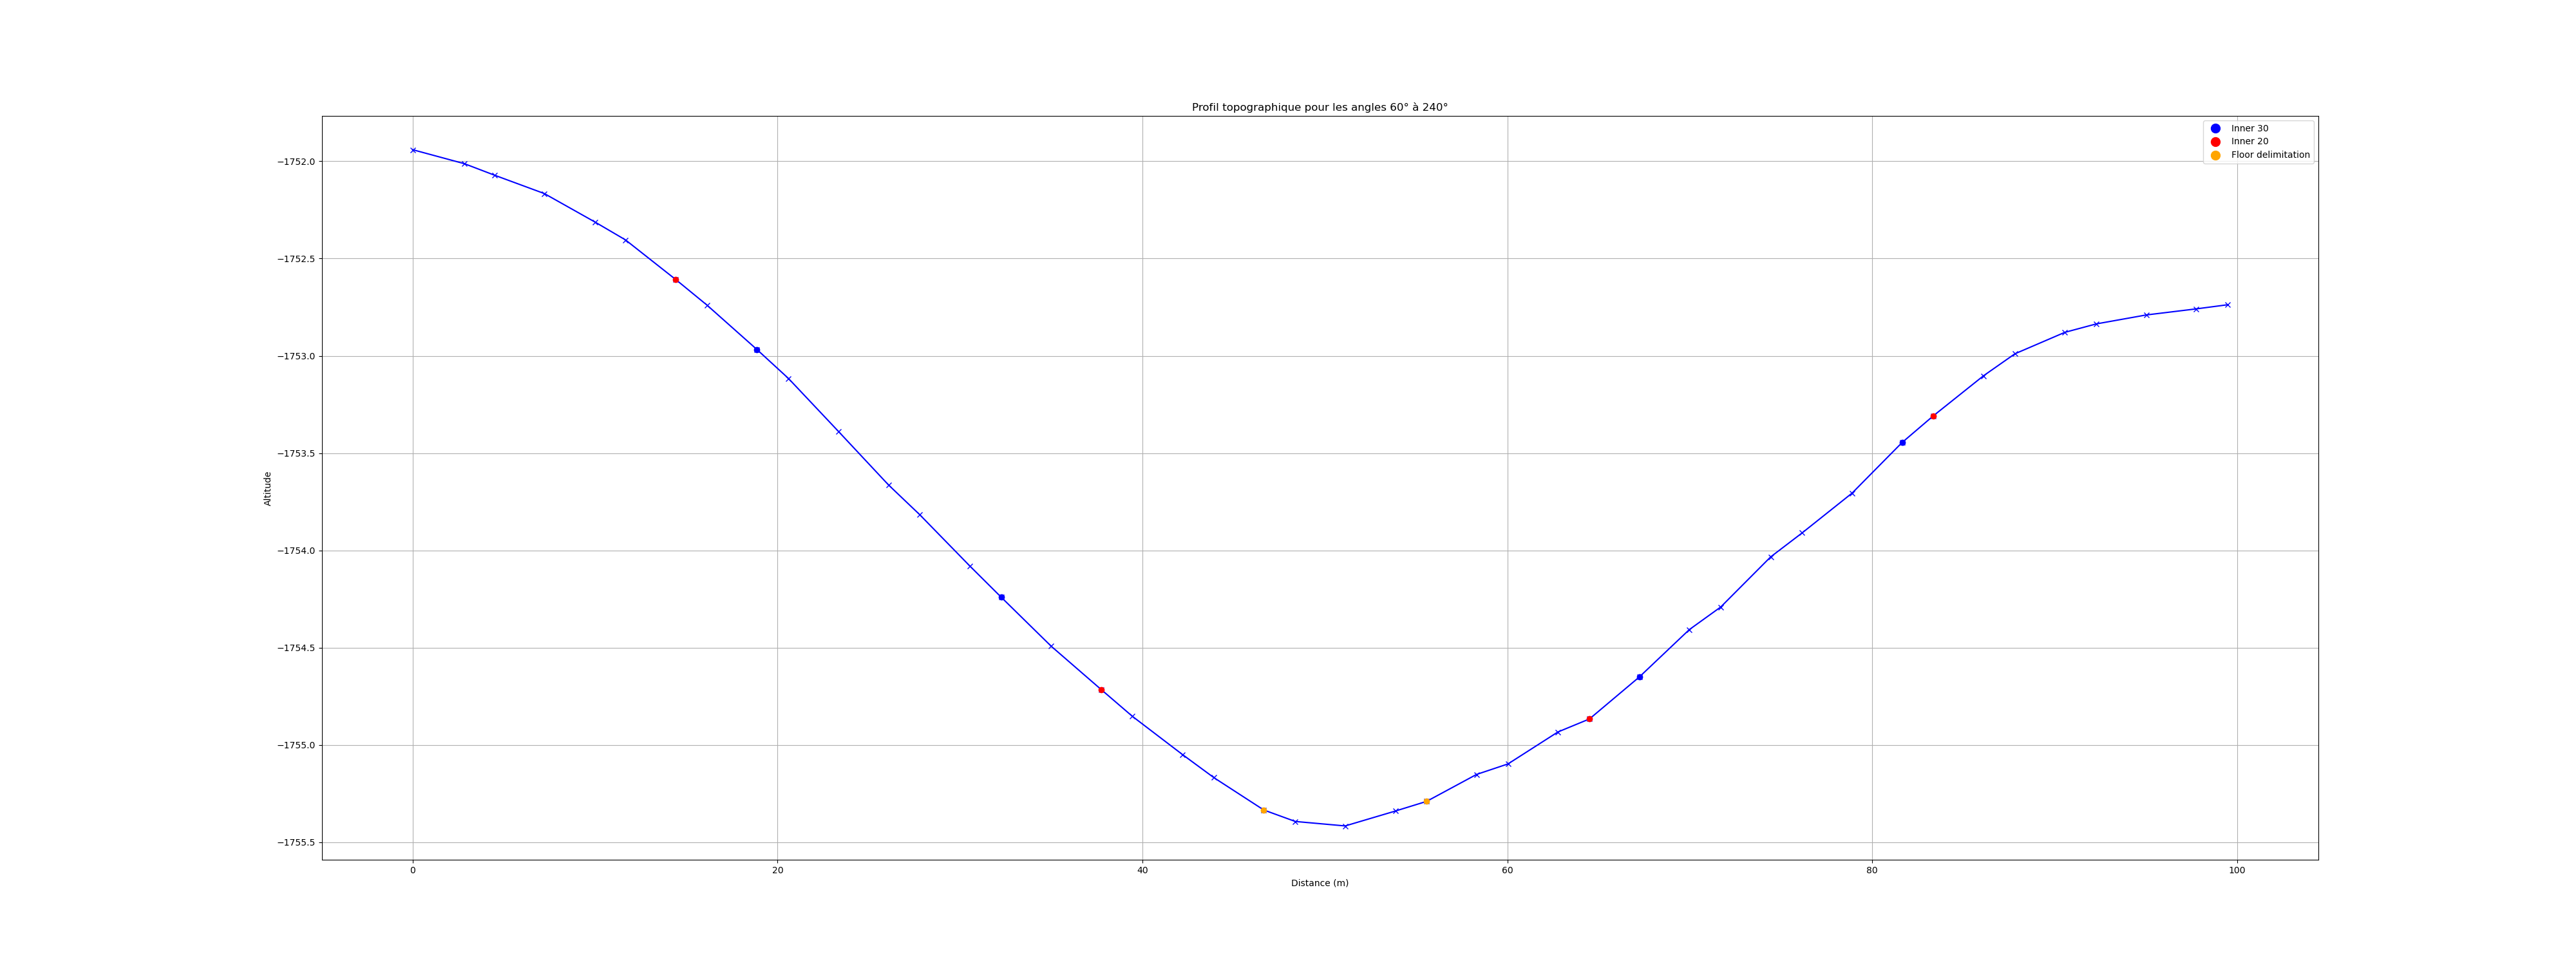 Profil topographique pour les angles 60° à 240°
Inner 30
Inner 20
Floor delimitation
Altitude
−1752.0
−1752.5
−1753.0
−1753.5
−1754.0
−1754.5
−1755.0
−1755.5
0 20 40 60 80 100
Distance (m)